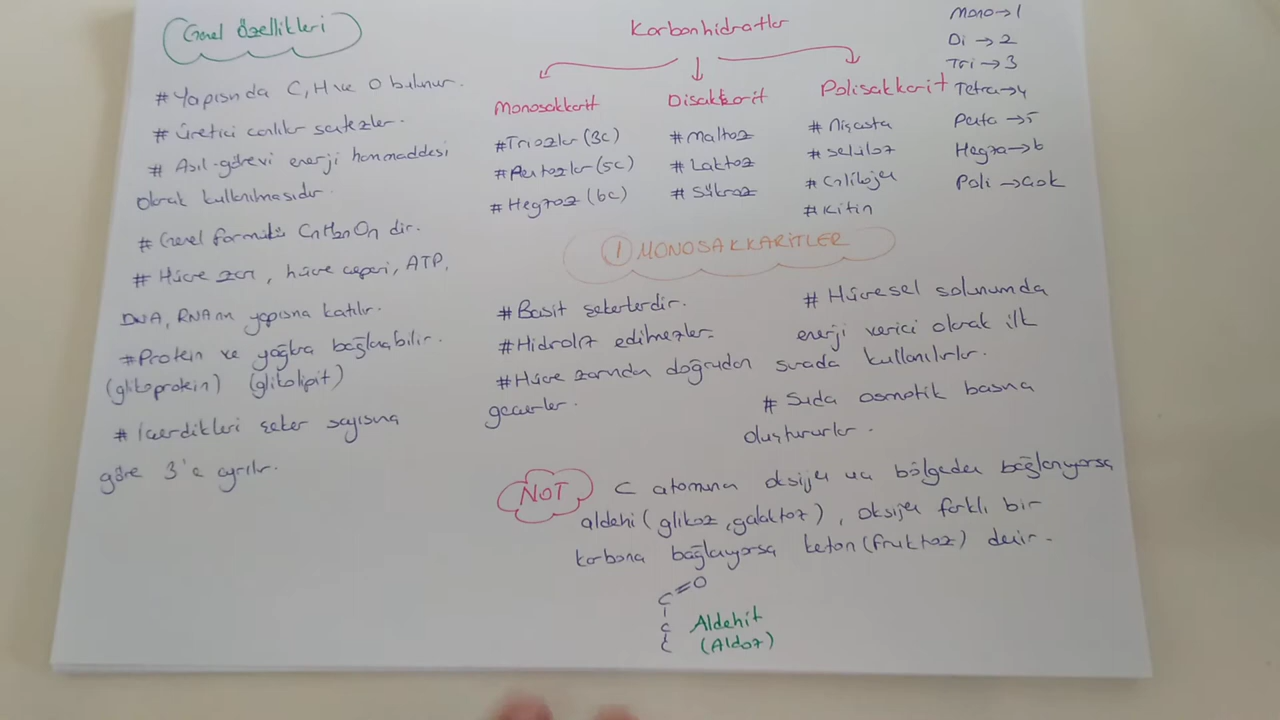 Genel özellikleri
# Yapısında C, H ve O bulunur.
# Üretici canlılar sentezler.
# Asıl görevi enerji hammaddesi
olarak kullanılmasıdır.
# Genel formülü CnH2nOn dir.
# Hücre zarı, hücre çeperi, ATP,
DNA, RNA'nın yapısına katılır.
# Protein ve yağlara bağlanabilir.
(glikoprotein) (glikolipit)
# İçerdikleri şeker sayısına
göre 3'e ayrılır.
Karbonhidratlar
Monosakkarit
# Triozlar (3c)
# Pentozlar (5c)
# Hegzoz (6c)
Disakkarit
# Maltoz
# Laktoz
# Sükroz
Polisakkarit
# Nişasta
# Selüloz
# Glikojen
# Kitin
Mono→1
Di→2
Tri→3
Tetra→4
Penta→5
Hegza→6
Poli→Çok
① MONOSAKKARİTLER
# Basit şekerlerdir.
# Hidroliz edilmezler.
# Hücre zarından doğrudan
geçerler.
# Hücresel solunumda
enerji verici olarak ilk
sırada kullanılırlar.
# Suda osmotik basınç
oluştururlar.
NOT
C atomuna oksijen uç bölgeden bağlanıyorsa
aldehi (glikoz, galaktoz), oksijen farklı bir
karbona bağlanıyorsa keton (fruktoz) denir.
C=O
C
C
Aldehit
(Aldoz)